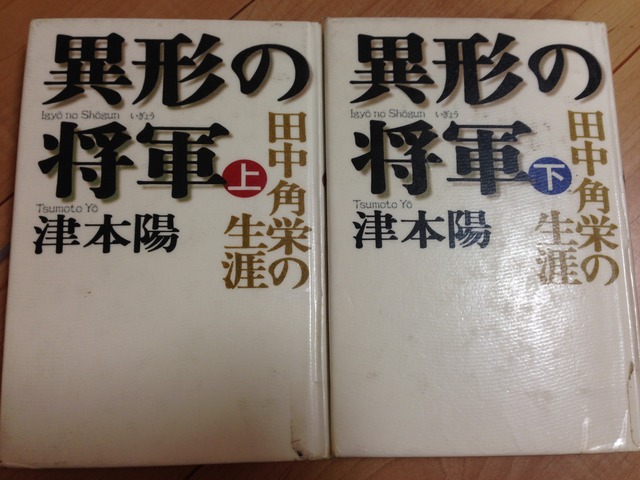 異形の
Igyō no Shōgun いぎょう
将軍 上
Tsumoto Yō
津本陽
田中角栄の
生涯
異形の
Igyō no Shōgun いぎょう
将軍 下
Tsumoto Yō
津本陽
田中角栄の
生涯